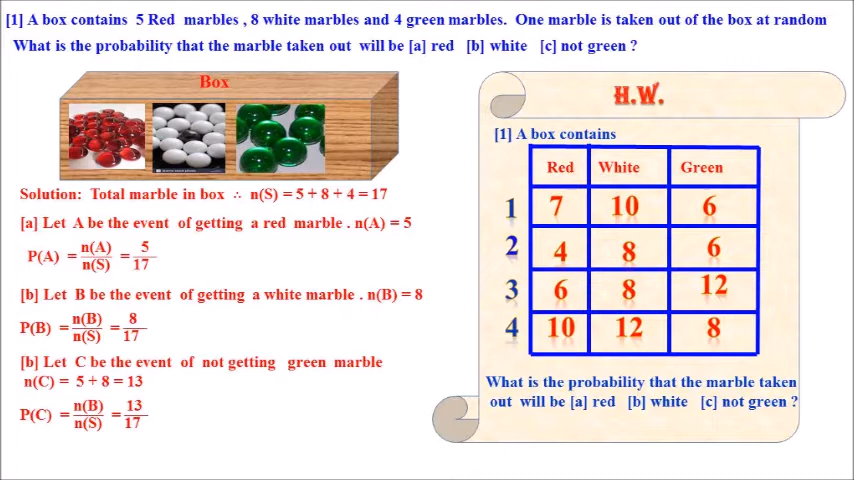 [1] A box contains 5 Red marbles , 8 white marbles and 4 green marbles. One marble is taken out of the box at random
What is the probability that the marble taken out will be [a] red [b] white [c] not green ?
Box
Solution: Total marble in box ∴ n(S) = 5 + 8 + 4 = 17
[a] Let A be the event of getting a red marble . n(A) = 5
P(A) = n(A)/n(S) = 5/17
[b] Let B be the event of getting a white marble . n(B) = 8
P(B) = n(B)/n(S) = 8/17
[b] Let C be the event of not getting green marble
n(C) = 5 + 8 = 13
P(C) = n(B)/n(S) = 13/17
H.W.
[1] A box contains
Red White Green
1 7 10 6
2 4 8 6
3 6 8 12
4 10 12 8
What is the probability that the marble taken
out will be [a] red [b] white [c] not green ?